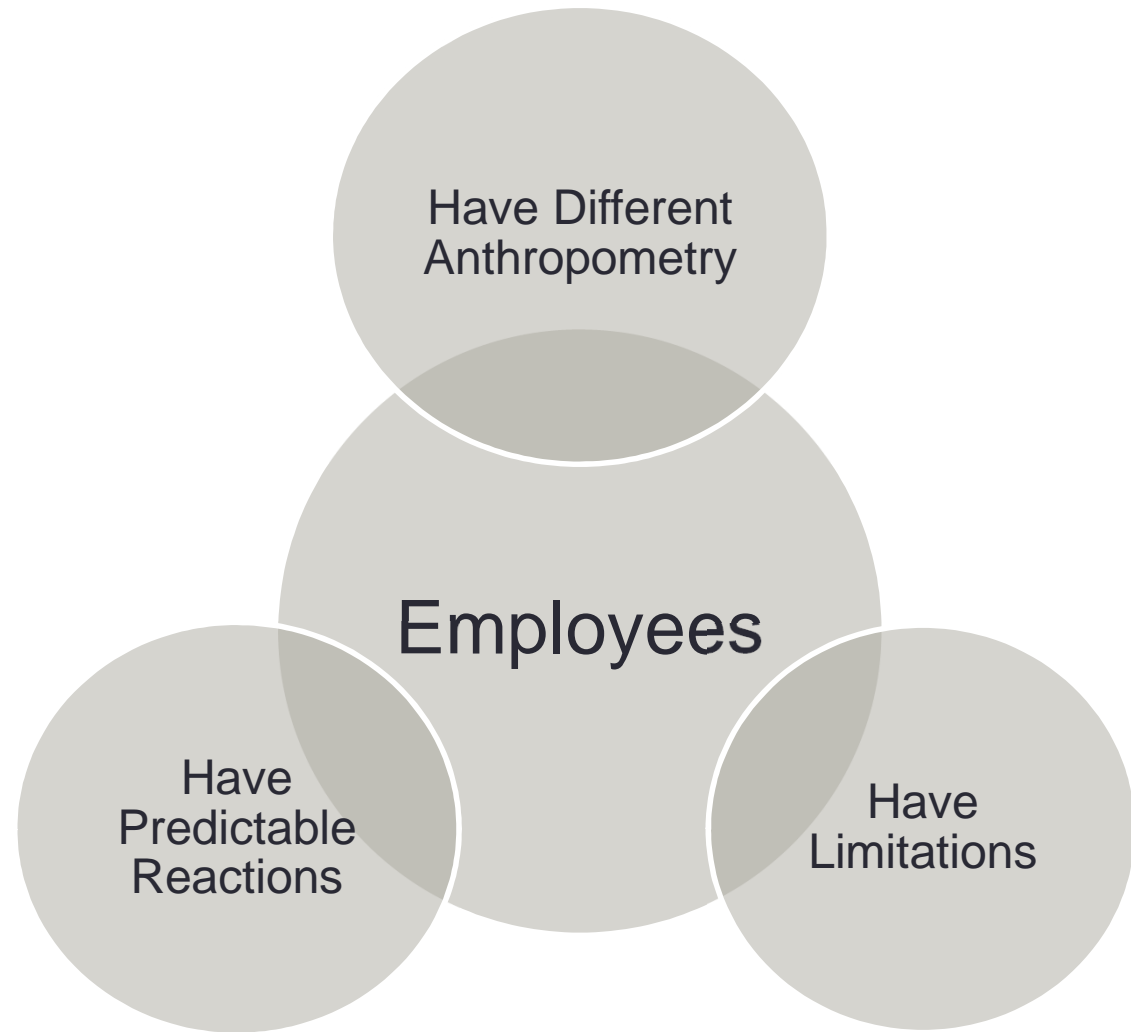 Have Different
Anthropometry
Employees
Have
Predictable
Reactions
Have
Limitations